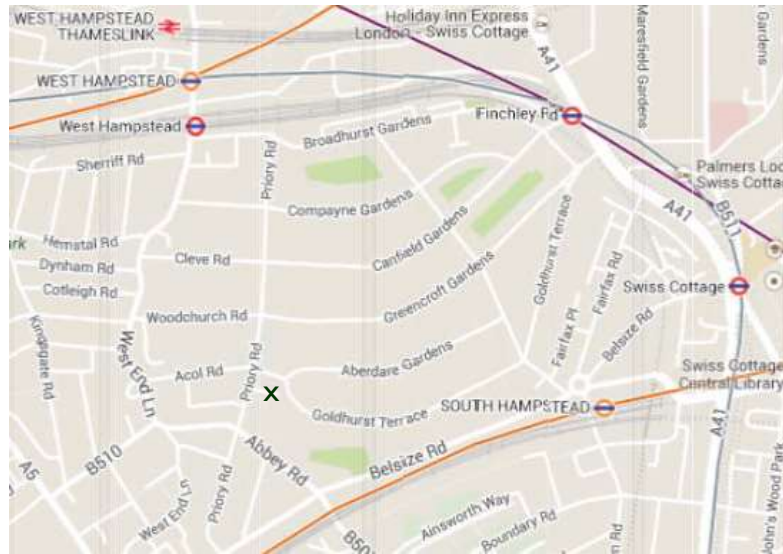 WEST HAMPSTEAD
THAMESLINK
Holiday Inn Express
London - Swiss Cottage
A41
Maresfield Gardens
Gardens
WEST HAMPSTEAD
West Hampstead
Finchley Rd
Broadhurst Gardens
Sherriff Rd
Priory Rd
Palmers Loc
Swiss Cotta
Compayne Gardens
A41
B511
Hemstal Rd
Cleve Rd
Canfield Gardens
Goldhurst Terrace
Dynham Rd
Fairfax Rd
Cotleigh Rd
Greencroft Gardens
Swiss Cottage
Woodchurch Rd
Kingsgate Rd
West End Ln
Fairfax Pl
Belsize Rd
Priory Rd
Aberdare Gardens
Acol Rd
Swiss Cottage
Central Library
x
SOUTH HAMPSTEAD
Goldhurst Terrace
A41
B510
Abbey Rd
Belsize Rd
A5
Priory Rd
West End Ln
Ainsworth Way
Boundary Rd
John's Wood Park